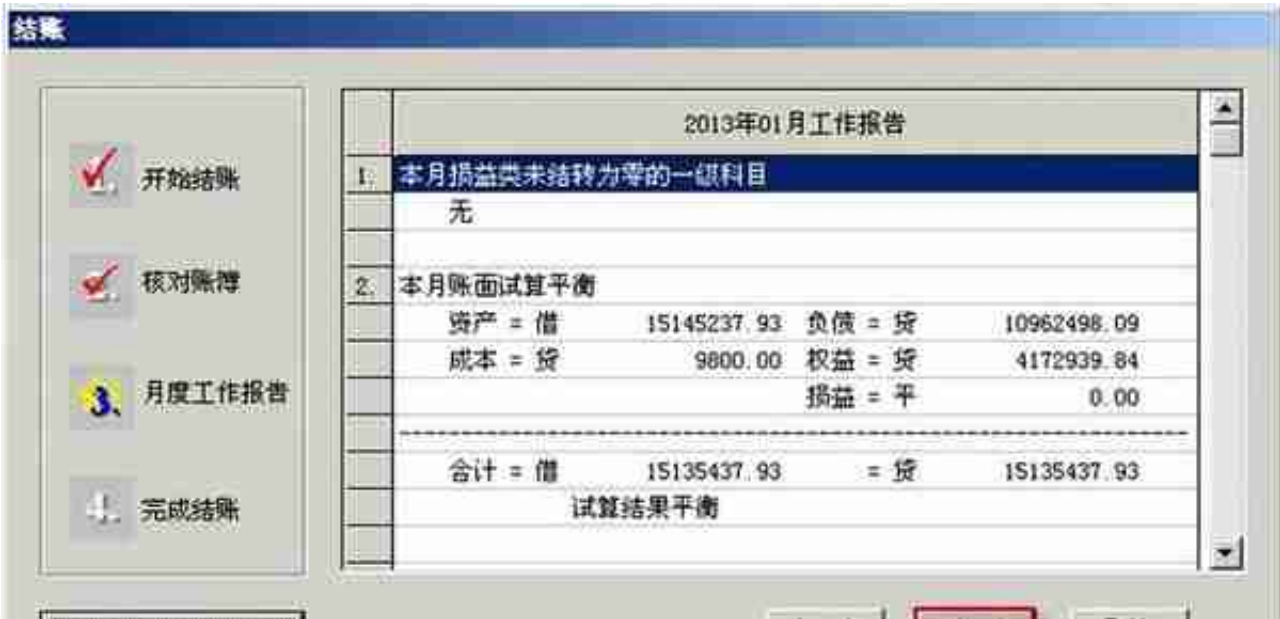 结账
开始结账
核对账簿
3. 月度工作报告
4. 完成结账
2013年01月工作报告
1. 本月损益类未结转为零的一级科目
无
2. 本月账面试算平衡
资产 = 借 15145237.93 负债 = 贷 10962498.09
成本 = 贷 9800.00 权益 = 贷 4172939.84
损益 = 平 0.00
合计 = 借 15135437.93 = 贷 15135437.93
试算结果平衡